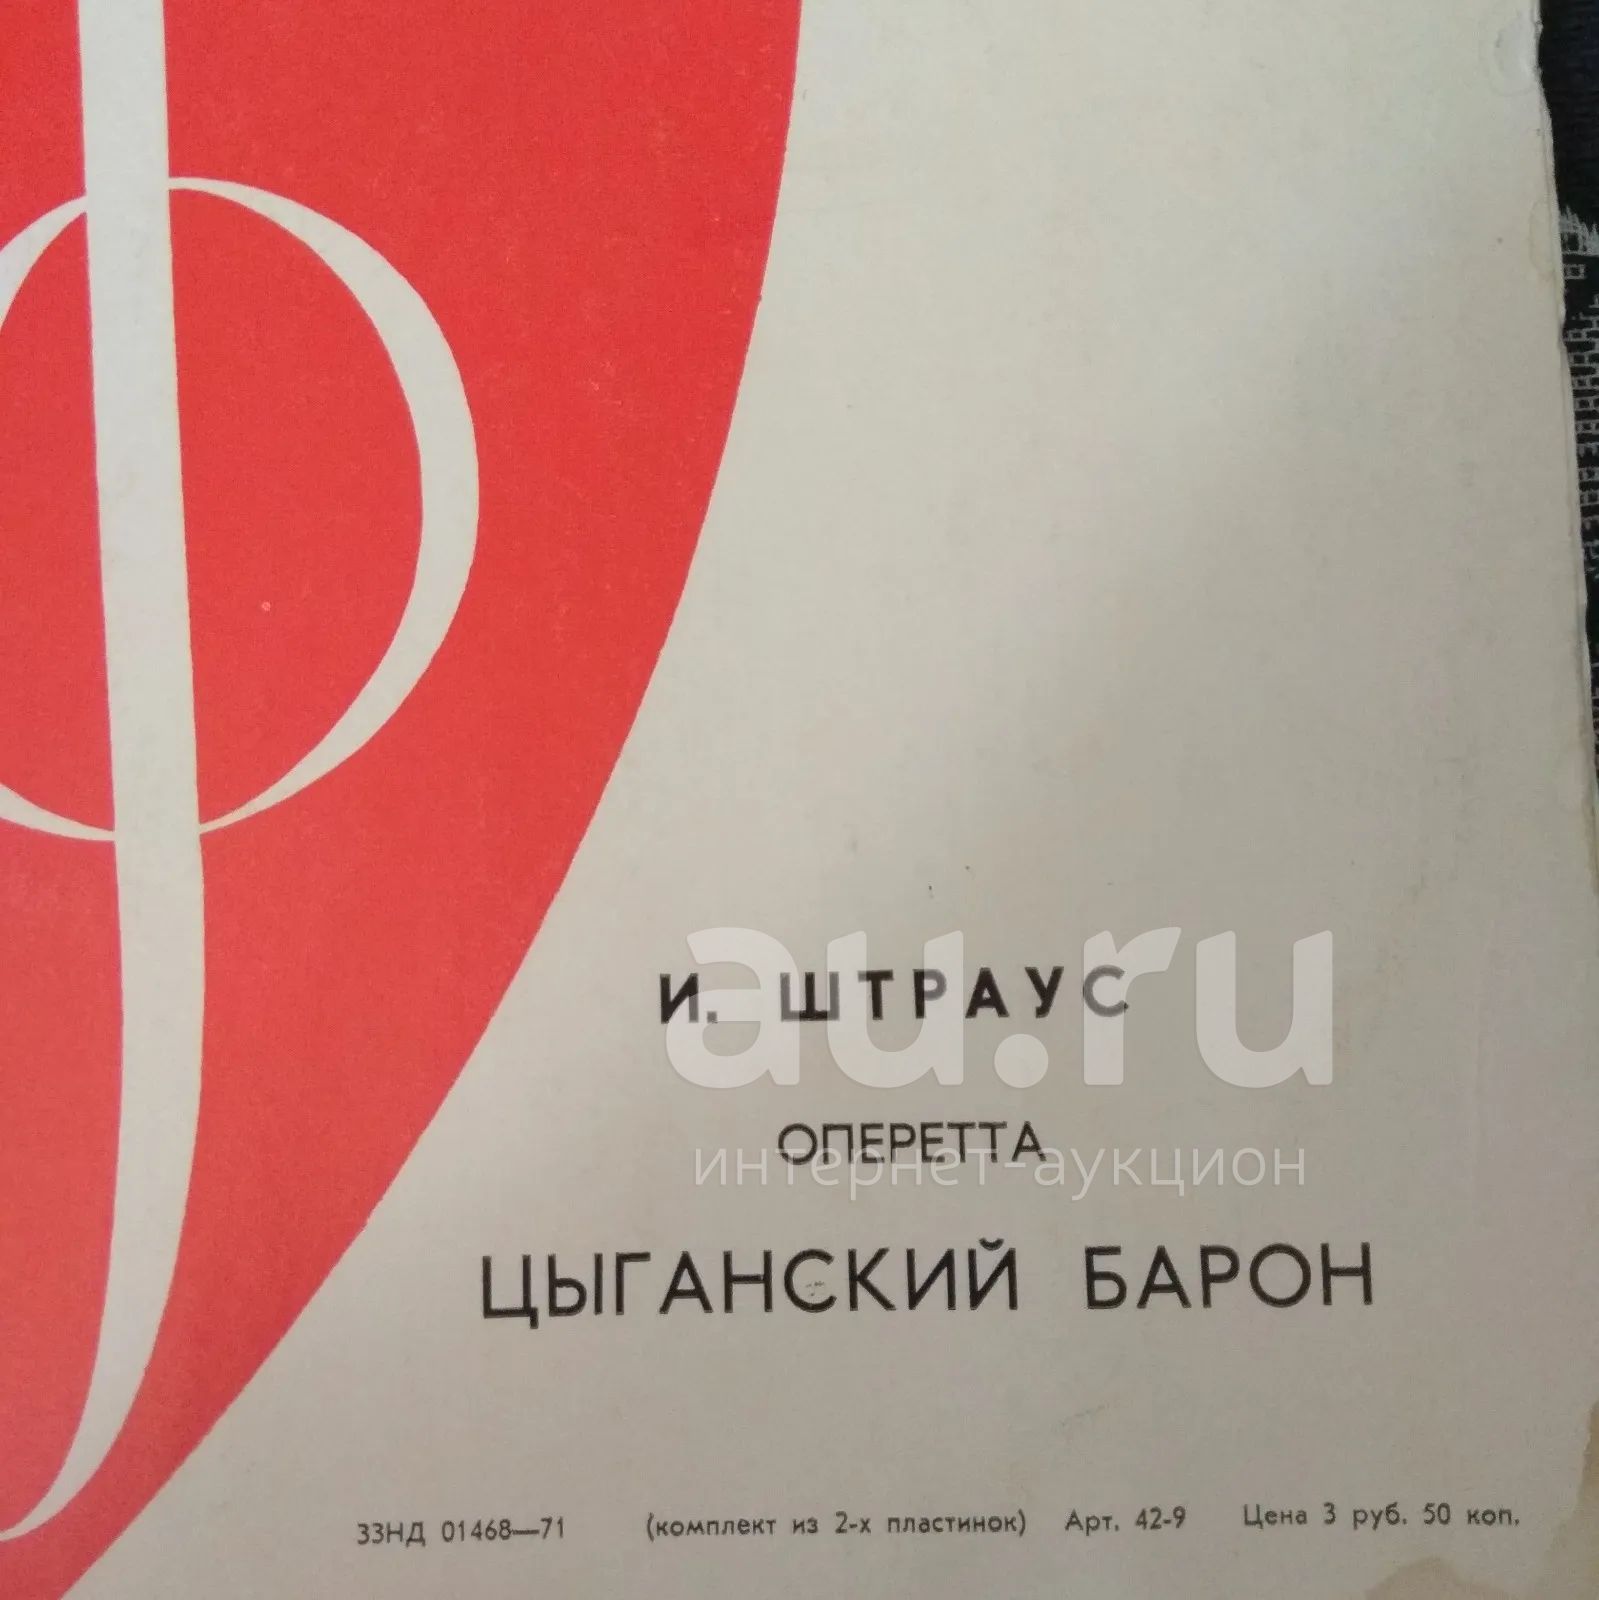 И. ШТРАУС
au.ru
ОПЕРЕТТА
интернет-аукцион
ЦЫГАНСКИЙ БАРОН
33НД 01468—71 (комплект из 2-х пластинок) Арт. 42-9 Цена 3 руб. 50 коп.